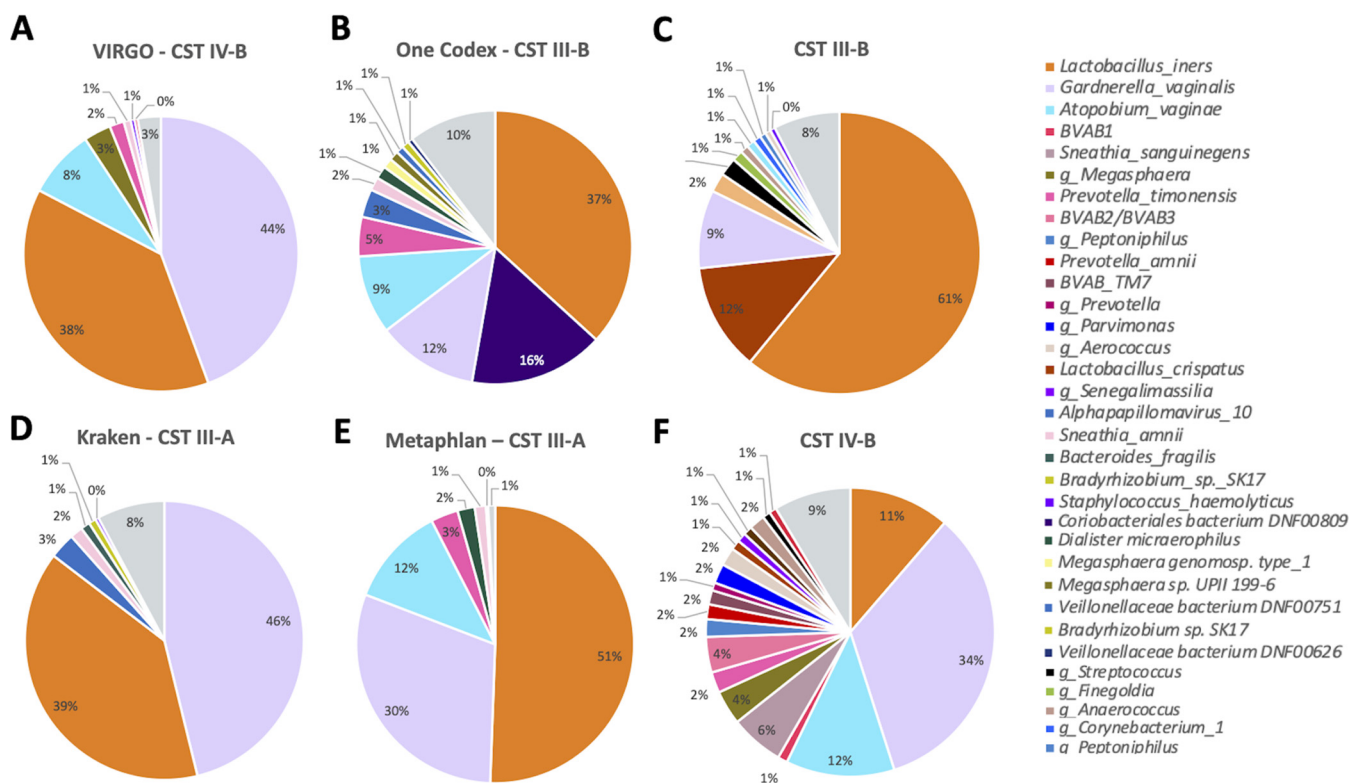 A
VIRGO - CST IV-B
1%
1%
0%
2%
3%
3%
8%
44%
38%
B
One Codex - CST III-B
1%
1%
1%
1%
1%
2%
3%
5%
9%
12%
16%
37%
10%
C
CST III-B
1%
1%
1%
1%
1%
0%
2%
8%
9%
12%
61%
D
Kraken - CST III-A
1%
1%
0%
2%
3%
8%
46%
39%
E
Metaphlan – CST III-A
1%
0%
1%
2%
3%
12%
30%
51%
F
CST IV-B
1%
1%
1%
2%
1%
1%
2%
2%
1%
2%
2%
2%
4%
2%
4%
6%
1%
12%
34%
11%
9%
Lactobacillus_iners
Gardnerella_vaginalis
Atopobium_vaginae
BVAB1
Sneathia_sanguinegens
g_Megasphaera
Prevotella_timonensis
BVAB2/BVAB3
g_Peptoniphilus
Prevotella_amnii
BVAB_TM7
g_Prevotella
g_Parvimonas
g_Aerococcus
Lactobacillus_crispatus
g_Senegalimassilia
Alphapapillomavirus_10
Sneathia_amnii
Bacteroides_fragilis
Bradyrhizobium_sp._SK17
Staphylococcus_haemolyticus
Coriobacteriales bacterium DNF00809
Dialister micraerophilus
Megasphaera genomosp. type_1
Megasphaera sp. UPII 199-6
Veillonellaceae bacterium DNF00751
Bradyrhizobium sp. SK17
Veillonellaceae bacterium DNF00626
g_Streptococcus
g_Finegoldia
g_Anaerococcus
g_Corynebacterium_1
g_Peptoniphilus